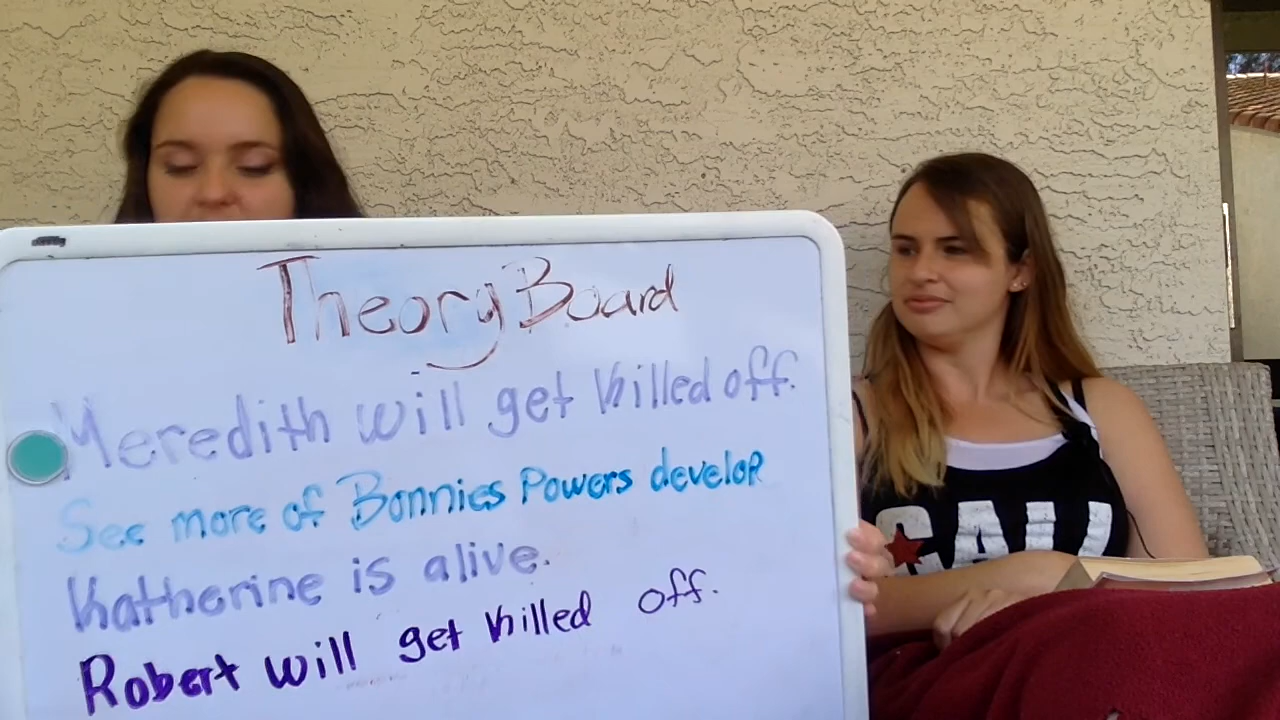 Theory Board
Meredith will get killed off.
See more of Bonnies Powers develop
Katherine is alive.
Robert will get killed off.
CALI